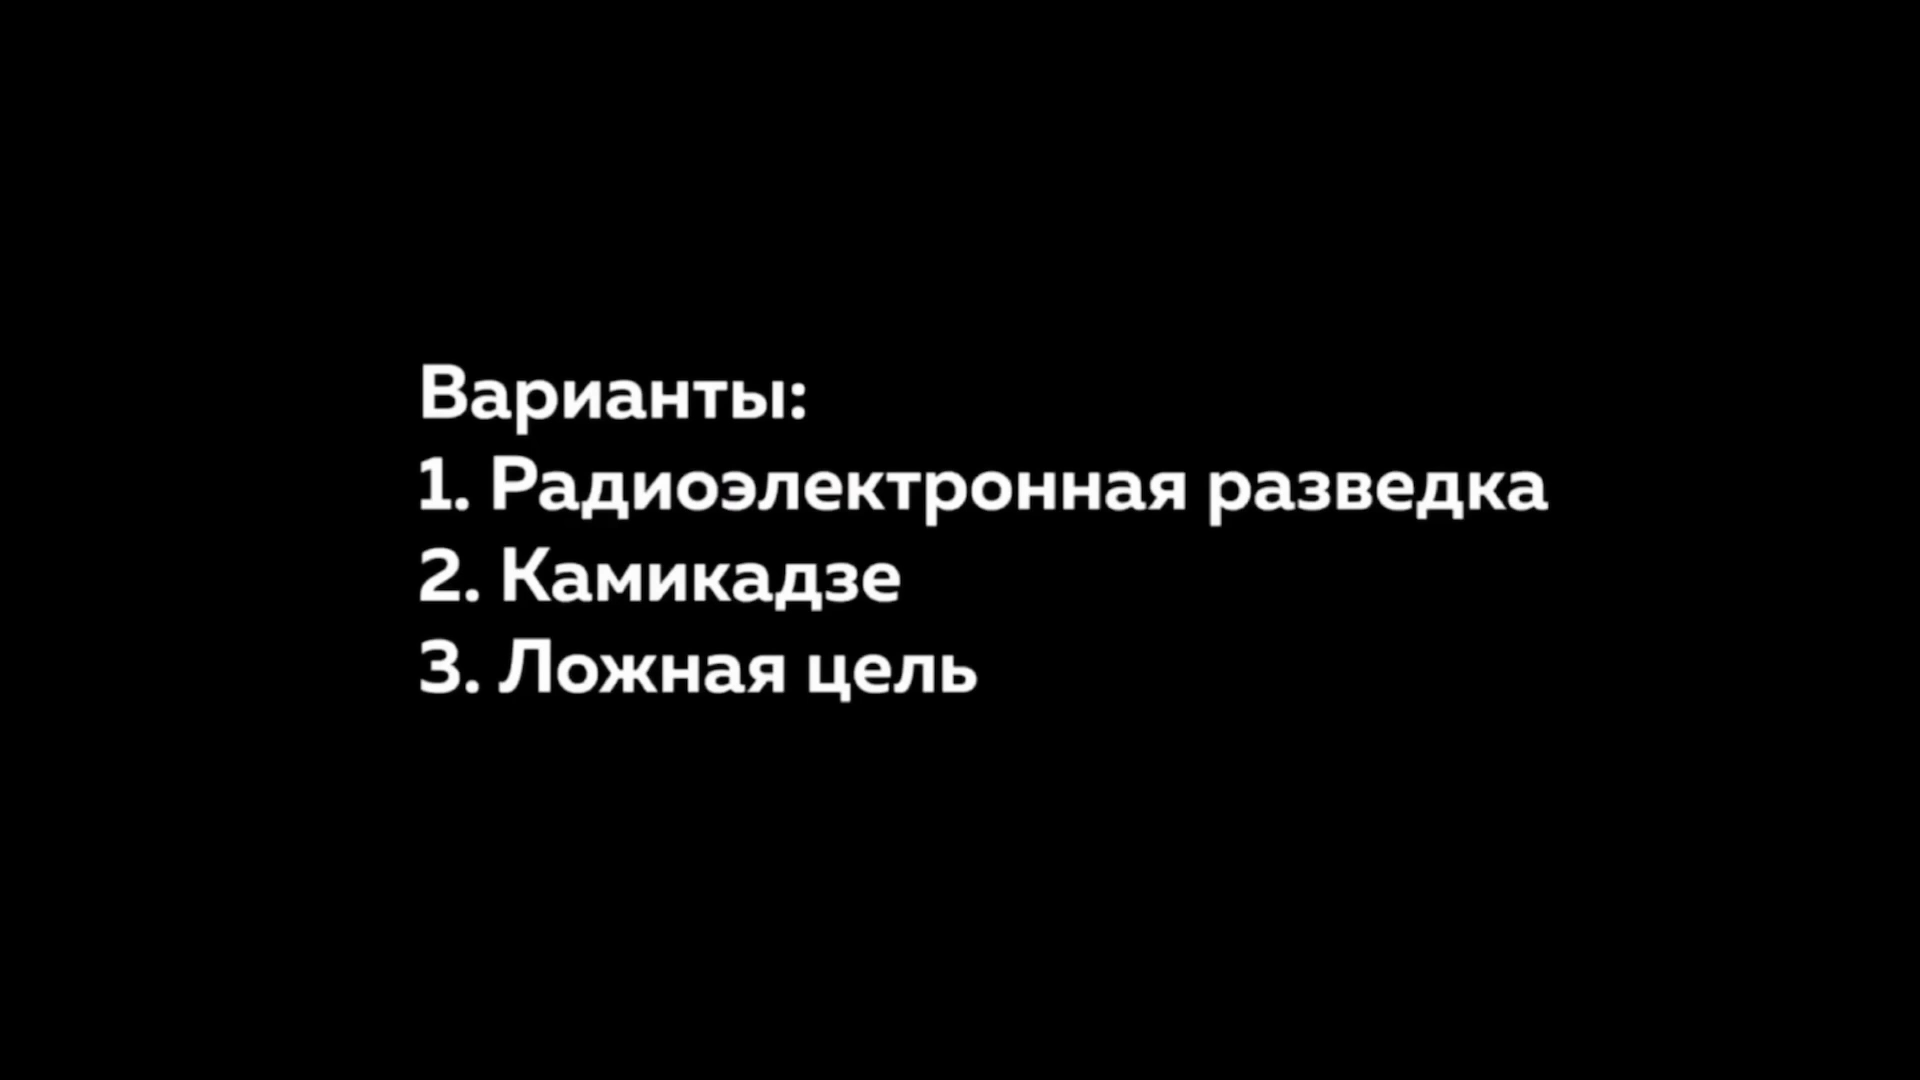 Варианты:
1. Радиоэлектронная разведка
2. Камикадзе
3. Ложная цель